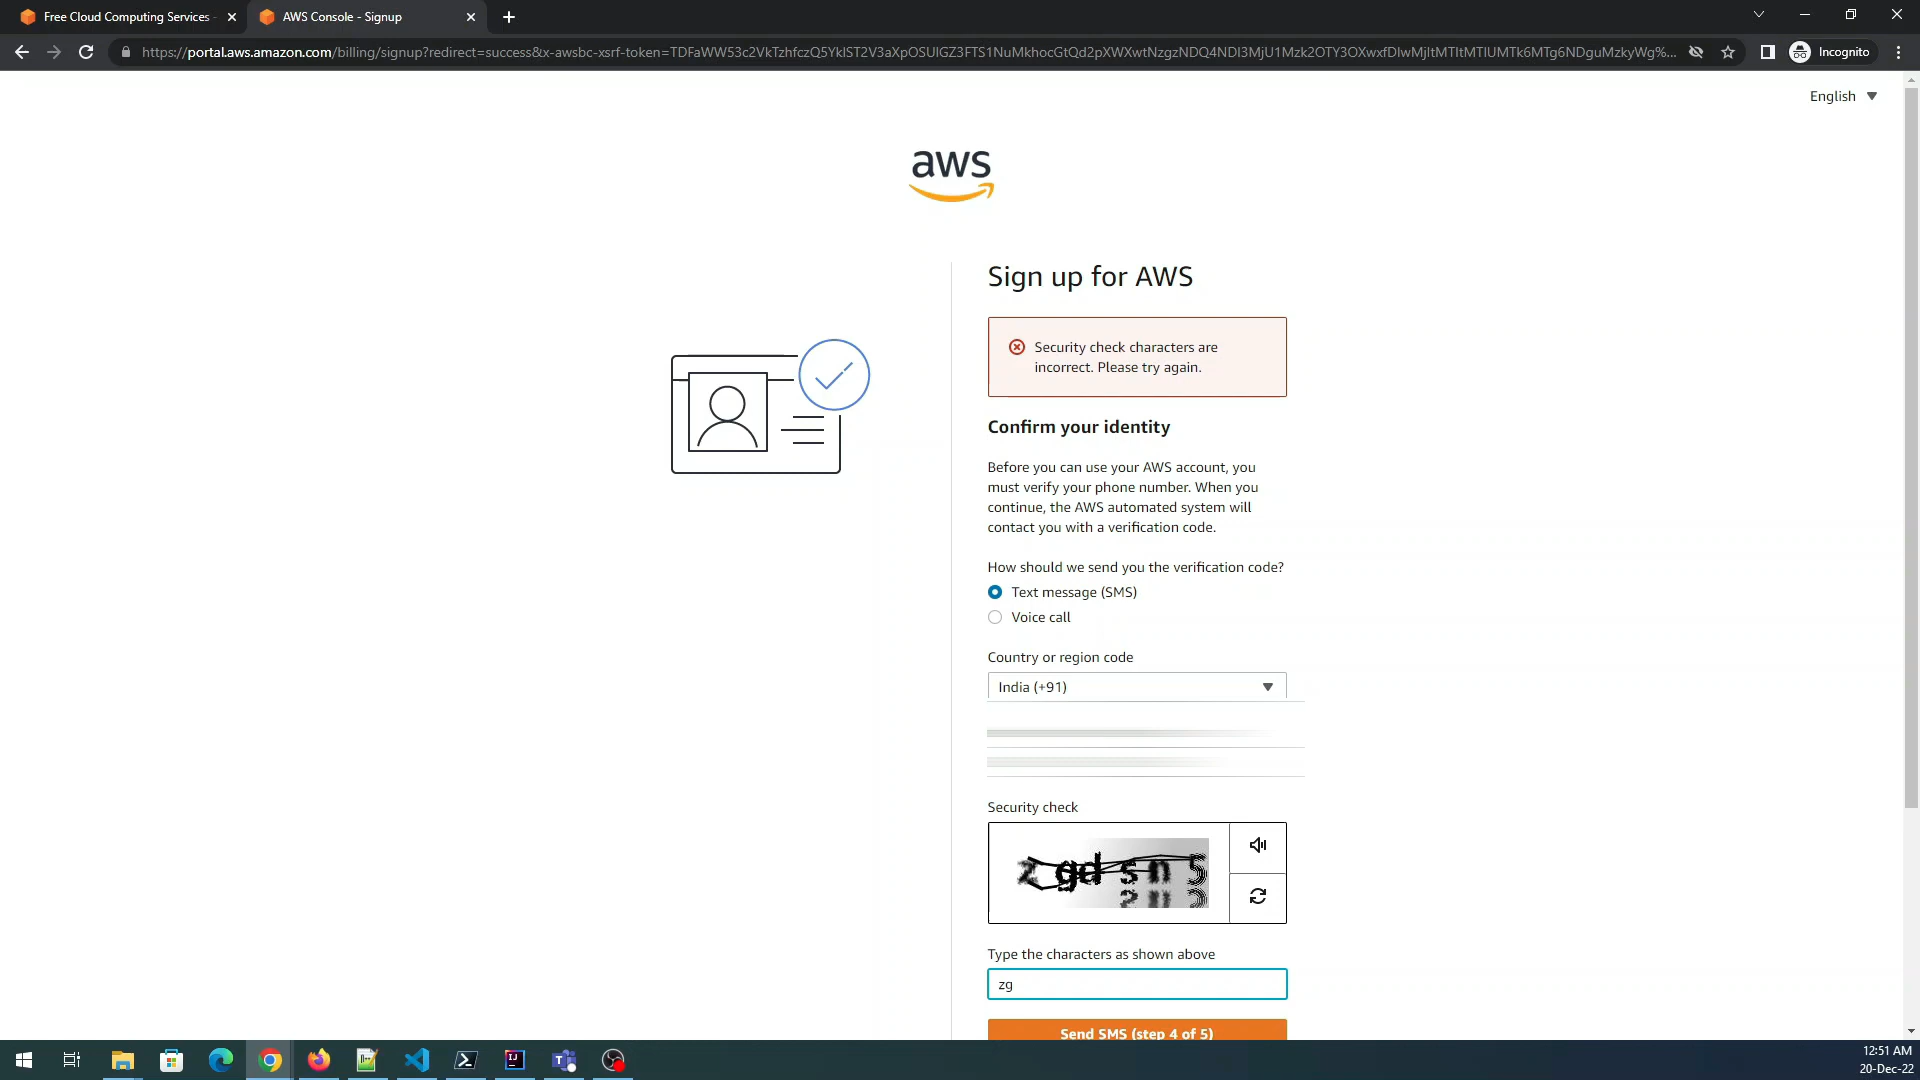 Free Cloud Computing Services -
AWS Console - Signup
https://portal.aws.amazon.com/billing/signup?redirect=success&x-awsbc-xsrf-token=
Incognito
English
aws
Sign up for AWS
Security check characters are
incorrect. Please try again.
Confirm your identity
Before you can use your AWS account, you
must verify your phone number. When you
continue, the AWS automated system will
contact you with a verification code.
How should we send you the verification code?
Text message (SMS)
Voice call
Country or region code
India (+91)
Security check
Type the characters as shown above
zg
Send SMS (step 4 of 5)
12:51 AM
20-Dec-22